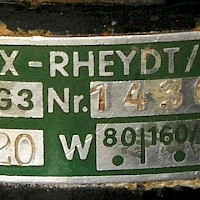 X-RHEYDT/
63 Nr. 143
20 W 80|160/